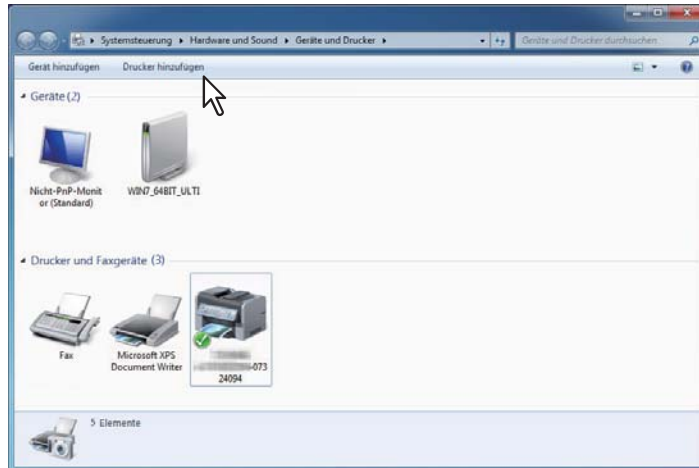 Systemsteuerung Hardware und Sound Geräte und Drucker Geräte und Drucker durchsuchen
Gerät hinzufügen Drucker hinzufügen
Geräte (2)
Nicht-PnP-Monit
or (Standard)
WIN7_64BIT_ULTI
Drucker und Faxgeräte (3)
Fax
Microsoft XPS
Document Writer
-073
24094
5 Elemente